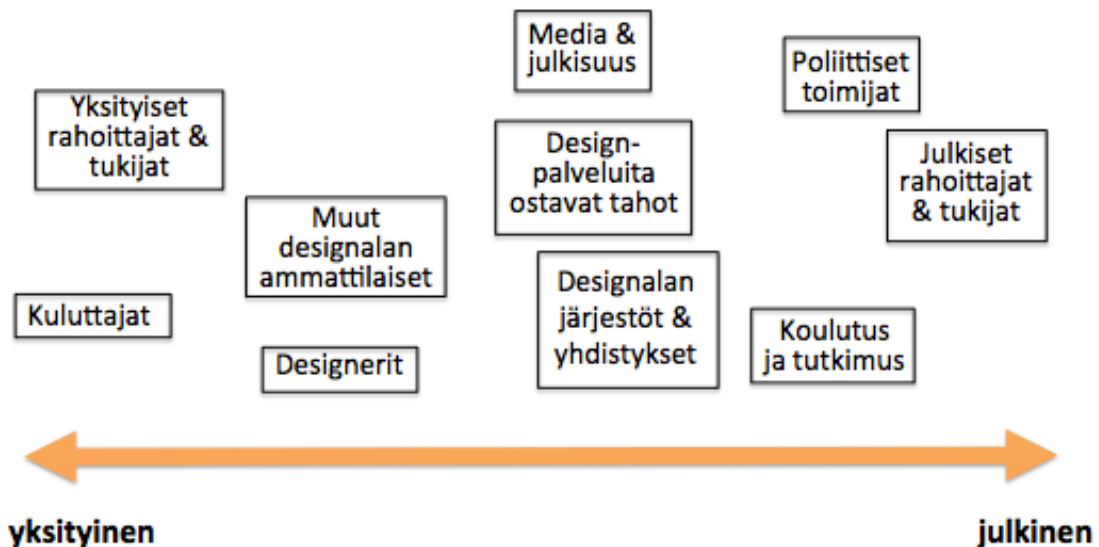 Media &
julkisuus
Poliittiset
toimijat
Yksityiset
rahoittajat &
tukijat
Design-
palveluita
ostavat tahot
Julkiset
rahoittajat
& tukijat
Muut
designalan
ammattilaiset
Designalan
järjestöt &
yhdistykset
Kuluttajat
Koulutus
ja tutkimus
Designerit
yksityinen
julkinen